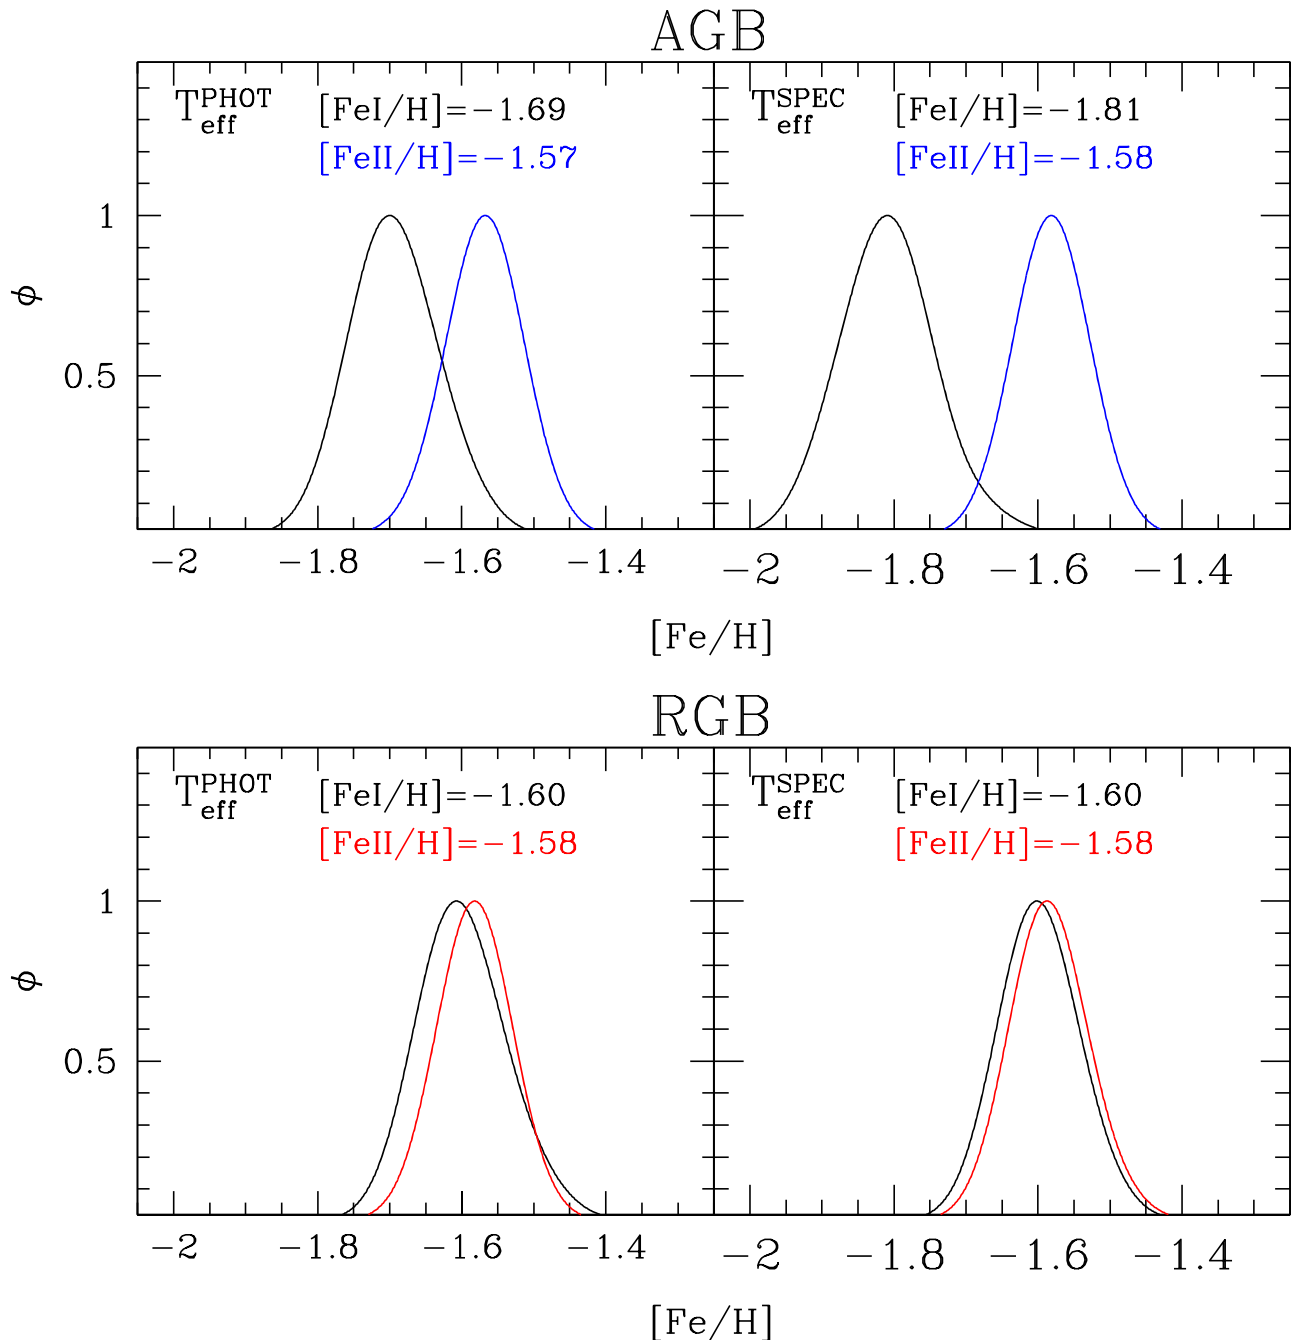 AGB
T_eff^PHOT [FeI/H]=−1.69
[FeII/H]=−1.57
T_eff^SPEC [FeI/H]=−1.81
[FeII/H]=−1.58
1
ϕ
0.5
−2 −1.8 −1.6 −1.4 −2 −1.8 −1.6 −1.4
[Fe/H]
RGB
T_eff^PHOT [FeI/H]=−1.60
[FeII/H]=−1.58
T_eff^SPEC [FeI/H]=−1.60
[FeII/H]=−1.58
1
ϕ
0.5
−2 −1.8 −1.6 −1.4 −2 −1.8 −1.6 −1.4
[Fe/H]